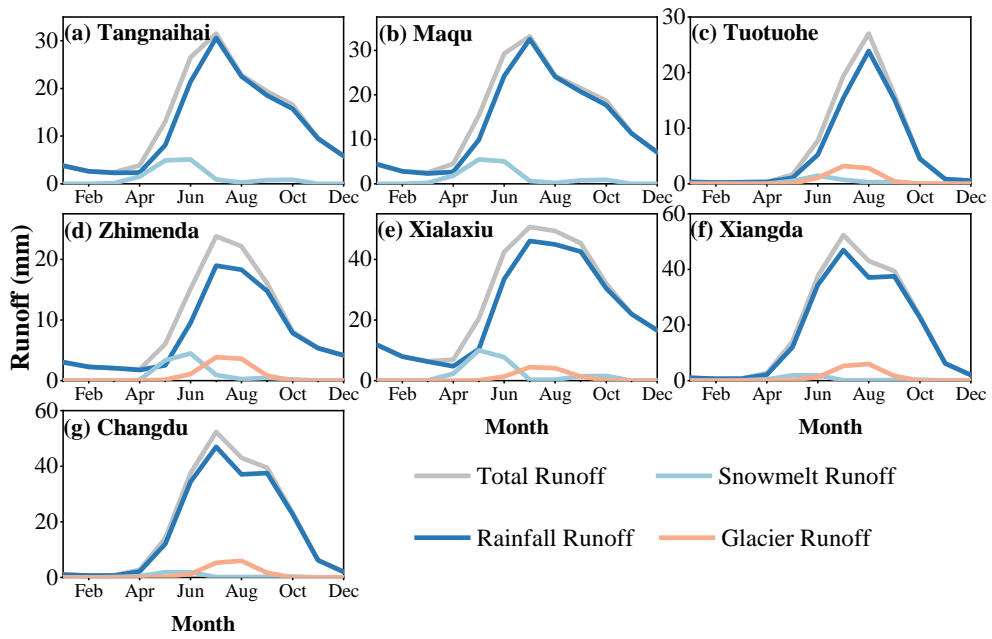 (a) Tangnaihai
30
20
10
0
Feb Apr Jun Aug Oct Dec
(b) Maqu
30
20
10
0
Feb Apr Jun Aug Oct Dec
(c) Tuotuohe
30
20
10
0
Feb Apr Jun Aug Oct Dec
Runoff (mm)
(d) Zhimenda
20
10
0
Feb Apr Jun Aug Oct Dec
(e) Xialaxiu
40
20
0
Feb Apr Jun Aug Oct Dec
Month
(f) Xiangda
60
40
20
0
Feb Apr Jun Aug Oct Dec
Month
(g) Changdu
60
40
20
0
Feb Apr Jun Aug Oct Dec
Month
Total Runoff
Snowmelt Runoff
Rainfall Runoff
Glacier Runoff